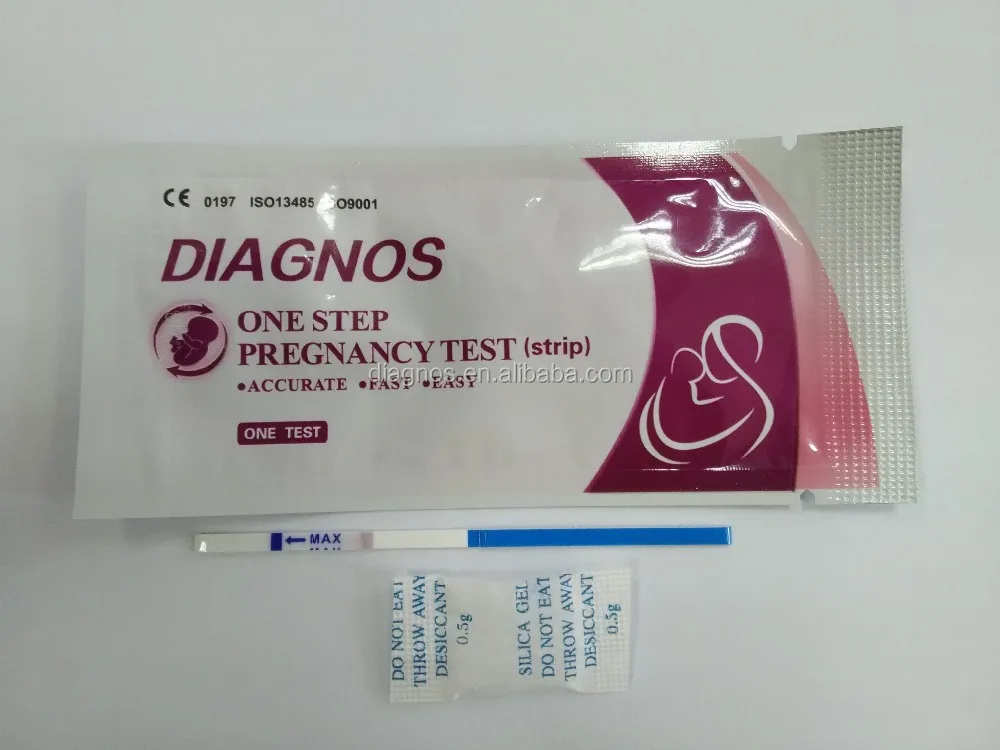 CE 0197 ISO13485 ISO9001
DIAGNOS
ONE STEP
PREGNANCY TEST (strip)
diagnos.en.alibaba.com
•ACCURATE •FAST •EASY
ONE TEST
MAX
DO NOT EAT
THROW AWAY
DESICCANT
0.5g
SILICA GEL
DO NOT EAT
THROW AWAY
DESICCANT
0.5g